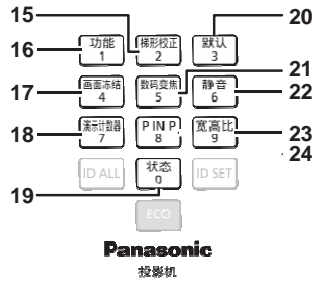 15
20
16
功能
1
梯形校正
2
默认
3
21
17
画面冻结
4
数码变焦
5
静音
6
22
18
演示计数器
7
P IN P
8
宽高比
9
23
24
ID ALL
状态
0
ID SET
19
ECO
Panasonic
投影机